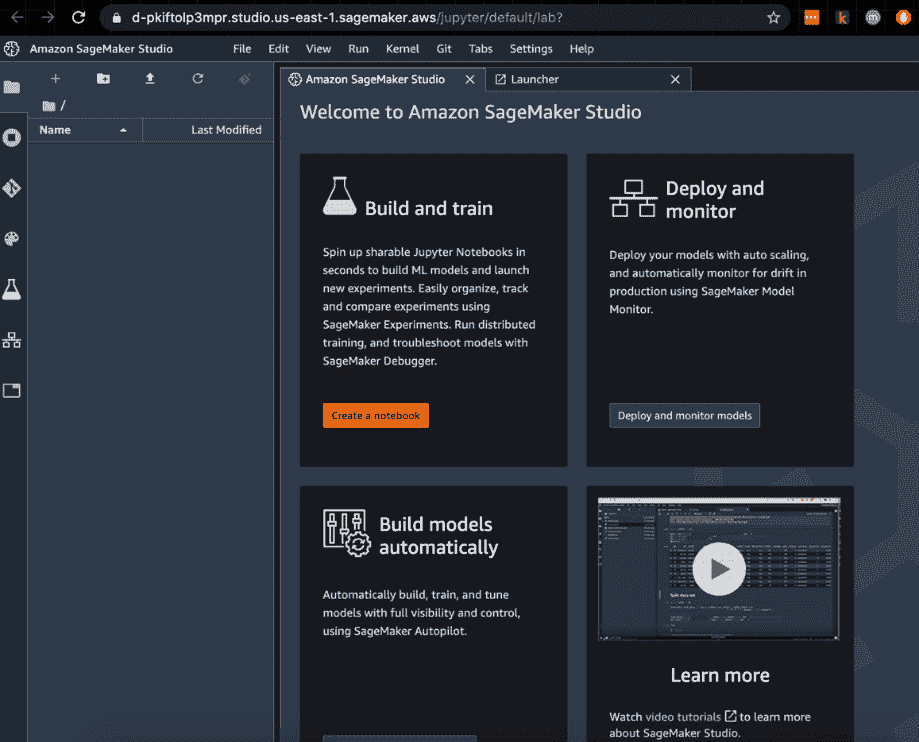 d-pkiftolp3mpr.studio.us-east-1.sagemaker.aws/jupyter/default/lab?
Amazon SageMaker Studio File Edit View Run Kernel Git Tabs Settings Help
Amazon SageMaker Studio Launcher
/
Name Last Modified
Welcome to Amazon SageMaker Studio
Build and train
Spin up sharable Jupyter Notebooks in
seconds to build ML models and launch
new experiments. Easily organize, track
and compare experiments using
SageMaker Experiments. Run distributed
training, and troubleshoot models with
SageMaker Debugger.
Create a notebook
Deploy and
monitor
Deploy your models with auto scaling,
and automatically monitor for drift in
production using SageMaker Model
Monitor.
Deploy and monitor models
Build models
automatically
Automatically build, train, and tune
models with full visibility and control,
using SageMaker Autopilot.
Learn more
Watch video tutorials to learn more
about SageMaker Studio.